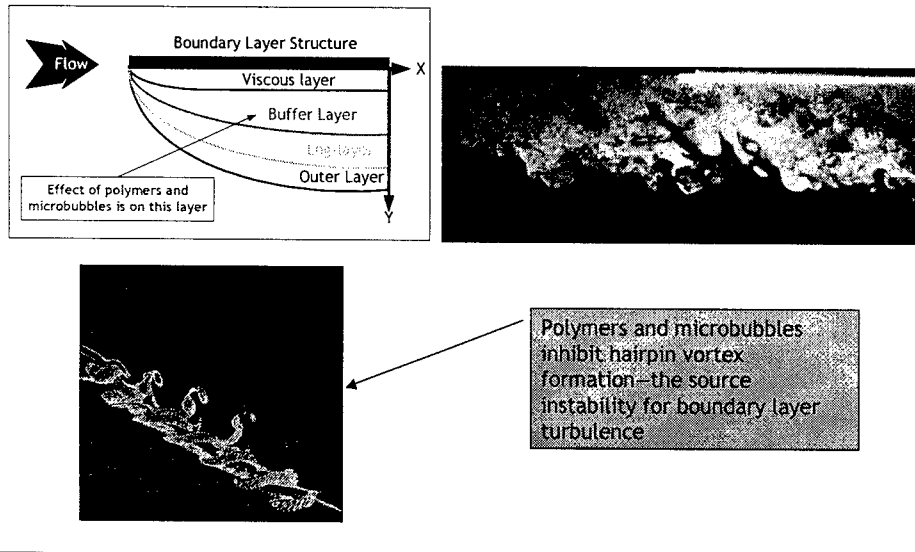 Boundary Layer Structure
Flow
X
Viscous layer
Buffer Layer
Log-layer
Outer Layer
Effect of polymers and
microbubbles is on this layer
Y
Polymers and microbubbles
inhibit hairpin vortex
formation—the source
instability for boundary layer
turbulence